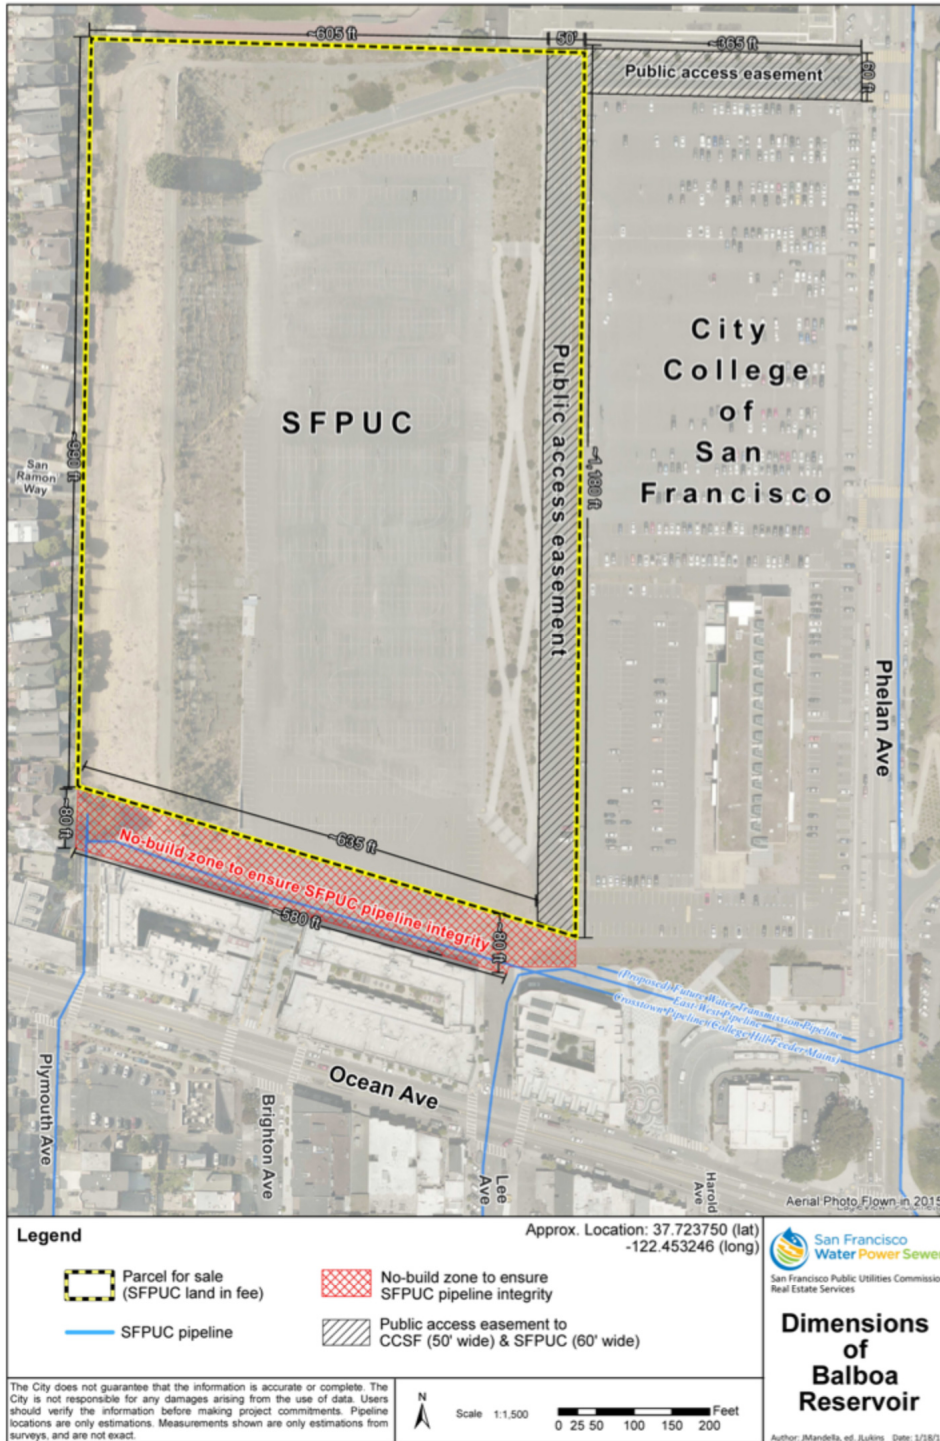 ~605 ft
50'
~365 ft
Public access easement
60 ft
City
College
of
San
Francisco
SFPUC
Public access easement
~1,180 ft
~990 ft
San
Ramon
Way
Phelan Ave
~80 ft
~635 ft
No-build zone to ensure SFPUC pipeline integrity
~580 ft
~80 ft
(Proposed) Future Water Transmission Pipeline
East West Pipeline
Crosstown Pipeline (College Hill Feeder Mains)
Ocean Ave
Plymouth Ave
Brighton Ave
Lee
Ave
Harold
Ave
Aerial Photo Flown in 2015
Legend
Approx. Location: 37.723750 (lat)
-122.453246 (long)
Parcel for sale
(SFPUC land in fee)
No-build zone to ensure
SFPUC pipeline integrity
SFPUC pipeline
Public access easement to
CCSF (50' wide) & SFPUC (60' wide)
San Francisco
Water Power Sewer
San Francisco Public Utilities Commissio
Real Estate Services
Dimensions
of
Balboa
Reservoir
The City does not guarantee that the information is accurate or complete. The
City is not responsible for any damages arising from the use of data. Users
should verify the information before making project commitments. Pipeline
locations are only estimations. Measurements shown are only estimations from
surveys, and are not exact.
N
Scale 1:1,500
Feet
0 25 50 100 150 200
Author: JMandella, ed. JLukins Date: 1/18/1